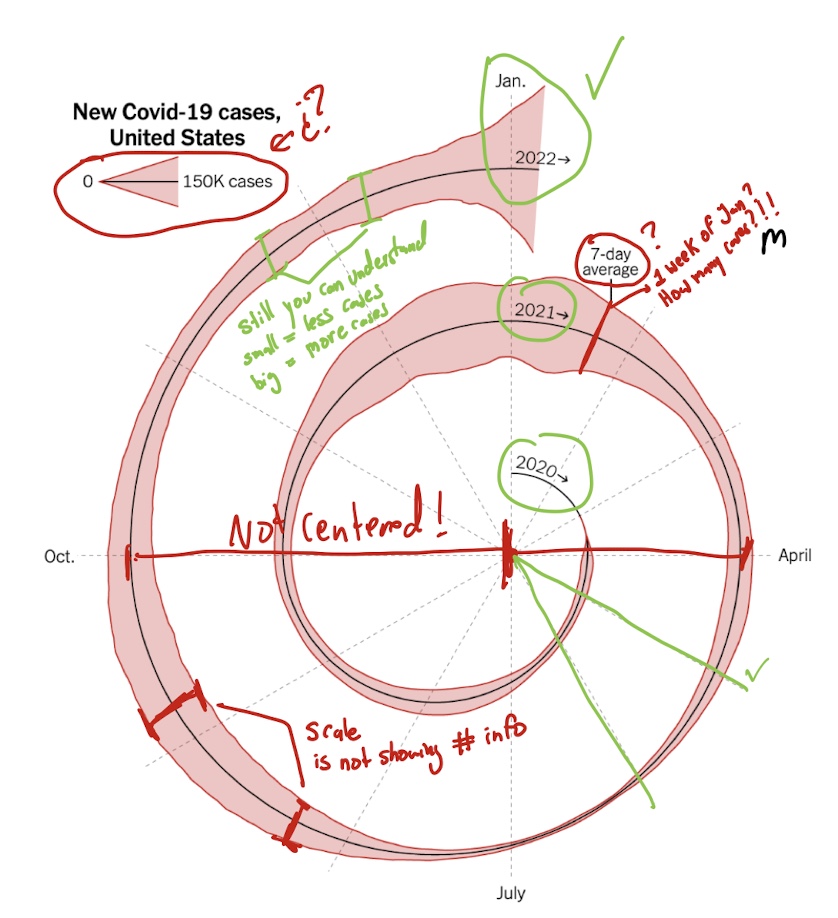 Jan.
New Covid-19 cases,
United States
← ¿?
0 150K cases
2022→
✓
7-day
average
?
1 week of Jan?
How many cases?!!!
M
still you can understand
small = less cases
big = more cases
2021→
2020→
Not centered!
Oct.
April
✓
scale
is not showing # info
July